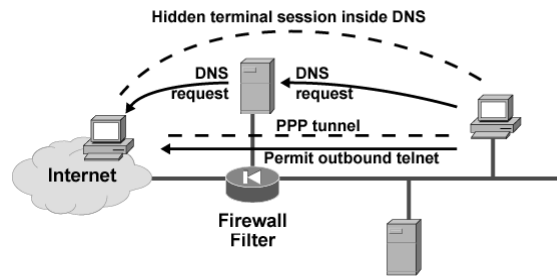 Hidden terminal session inside DNS
DNS
request
DNS
request
PPP tunnel
Permit outbound telnet
Internet
Firewall
Filter